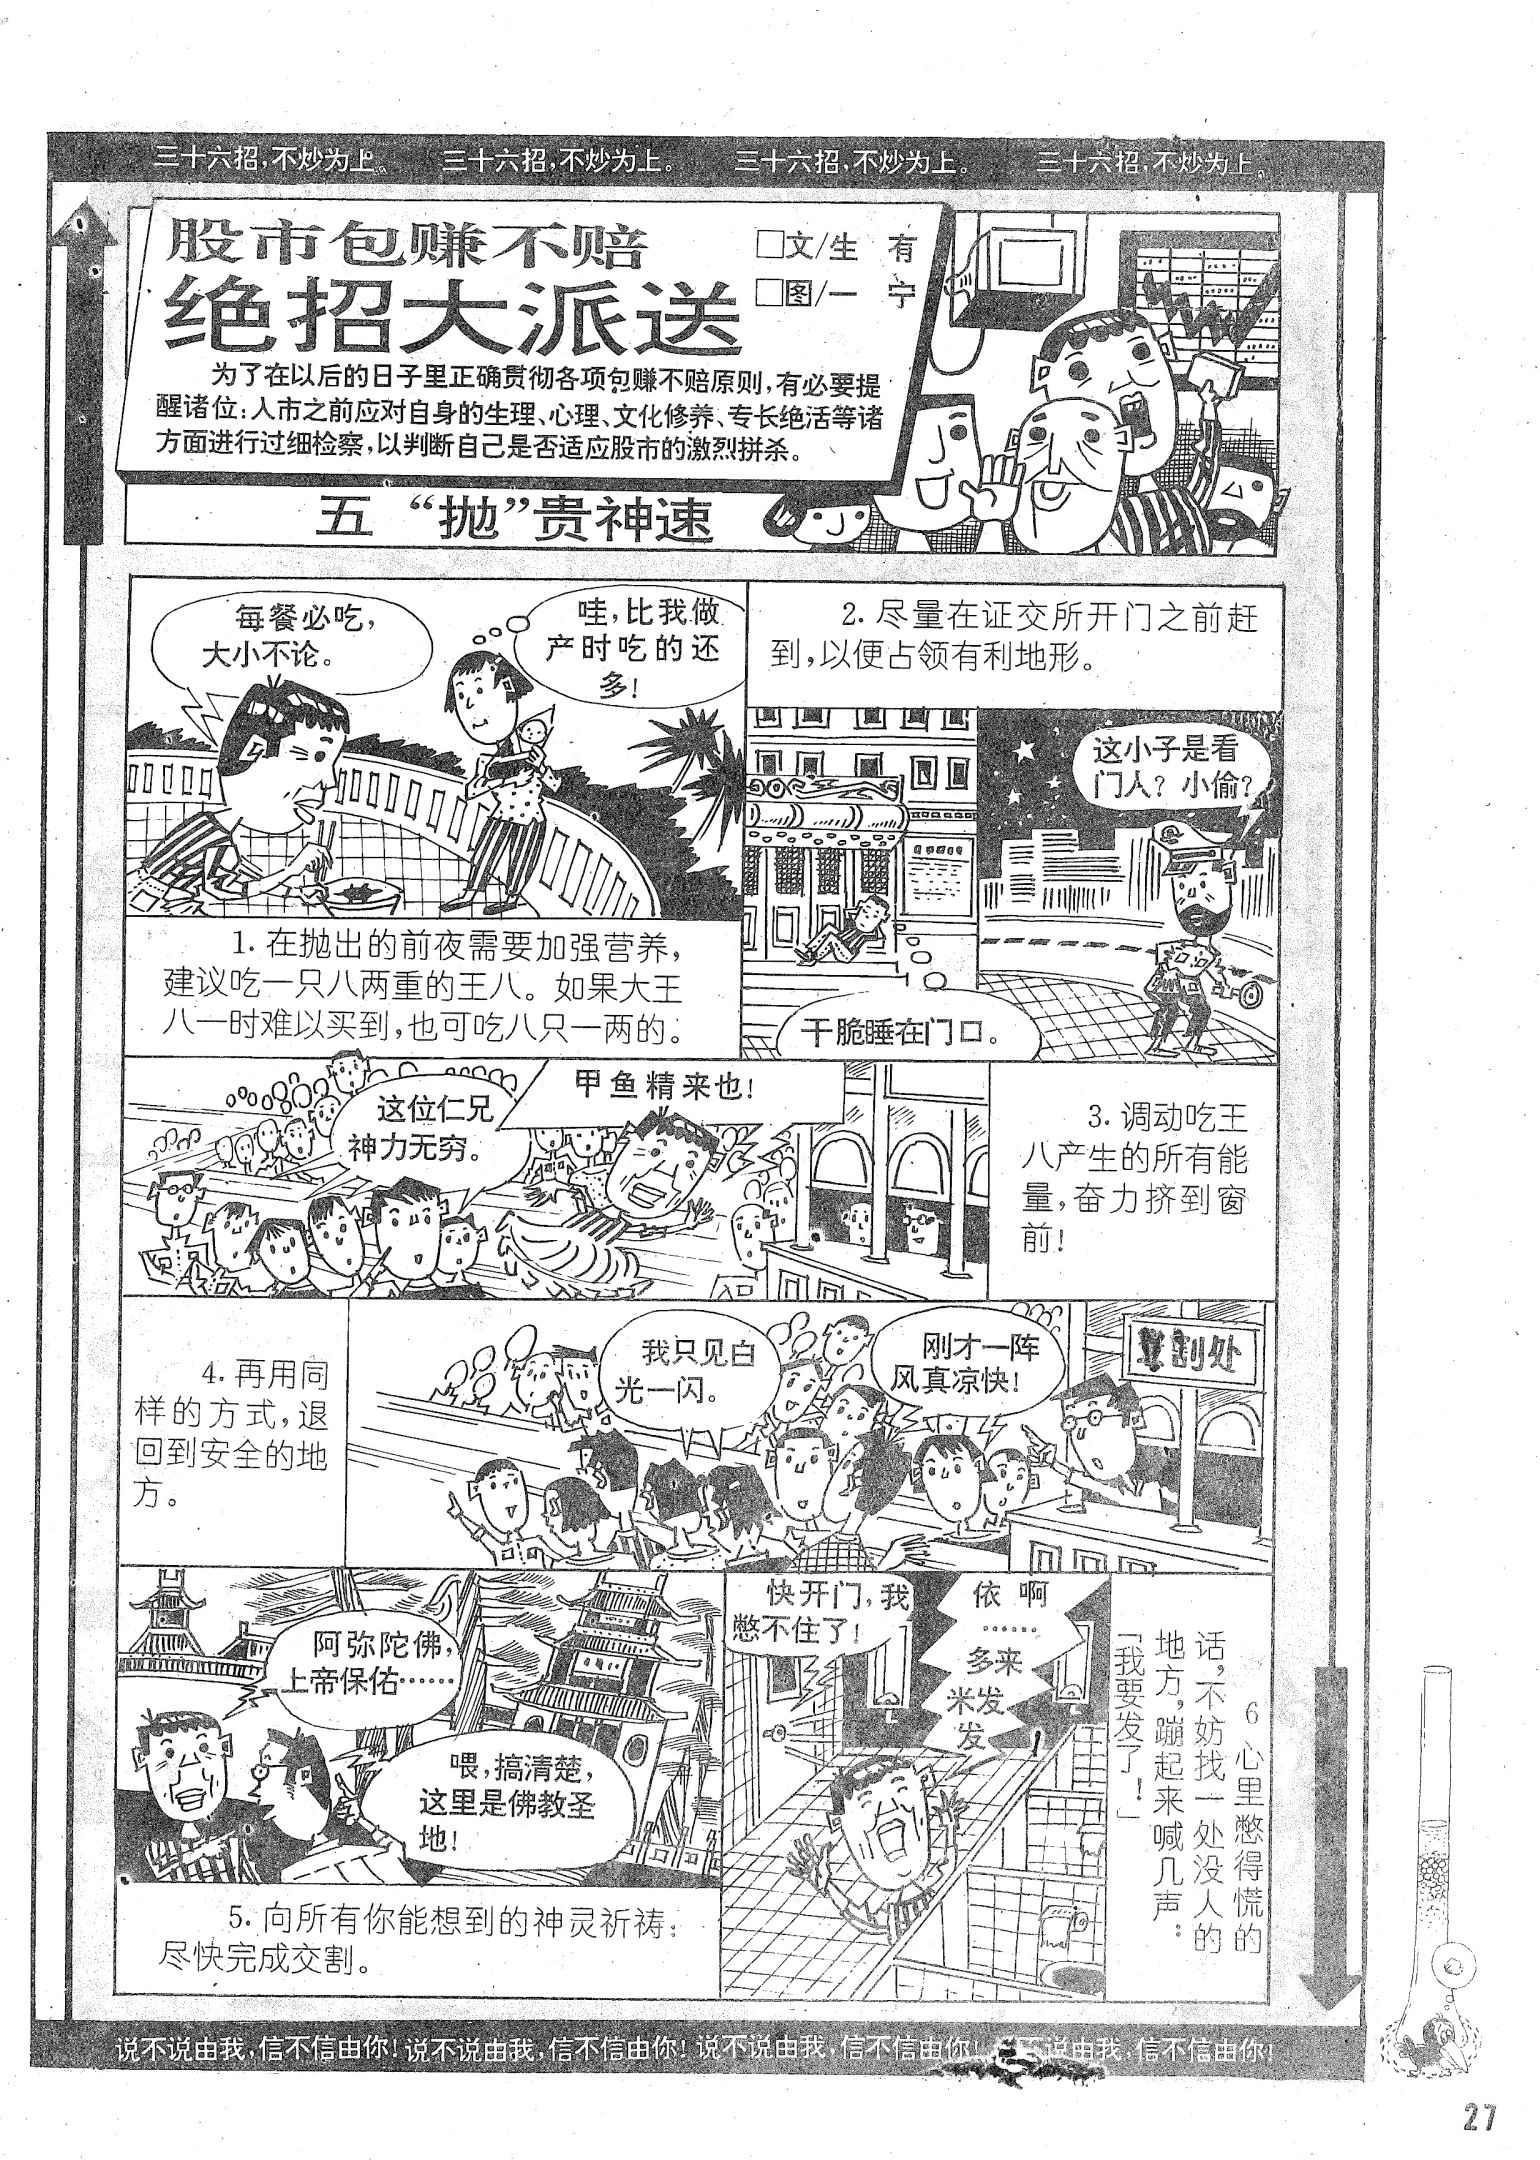 三十六招，不炒为上。 三十六招，不炒为上。 三十六招，不炒为上。 三十六招，不炒为上。
股市包赚不赔
绝招大派送
□文/生 有
□图/一 宁
为了在以后的日子里正确贯彻各项包赚不赔原则，有必要提
醒诸位：入市之前应对自身的生理、心理、文化修养、专长绝活等诸
方面进行过细检察，以判断自己是否适应股市的激烈拼杀。
五 “抛”贵神速
每餐必吃，
大小不论。
哇，比我做
产时吃的还
多！
1. 在抛出的前夜需要加强营养，
建议吃一只八两重的王八。如果大王
八一时难以买到，也可吃八只一两的。
2. 尽量在证交所开门之前赶
到，以便占领有利地形。
这小子是看
门人？小偷？
干脆睡在门口。
这位仁兄
神力无穷。
甲鱼精来也！
3. 调动吃王
八产生的所有能
量，奋力挤到窗
前！
4. 再用同
样的方式，退
回到安全的地
方。
我只见白
光一闪。
刚才一阵
风真凉快！
割处
阿弥陀佛，
上帝保佑……
喂，搞清楚，
这里是佛教圣
地！
5. 向所有你能想到的神灵祈祷：
尽快完成交割。
快开门，我
憋不住了！
依 啊
……
多来
米发
发
6 心里憋得慌的
话，不妨找一处没人的
地方，蹦起来喊几声：
「我要发了！」
说不说由我，信不信由你！说不说由我，信不信由你！说不说由我，信不信由你！ 不说由我，信不信由你！
27